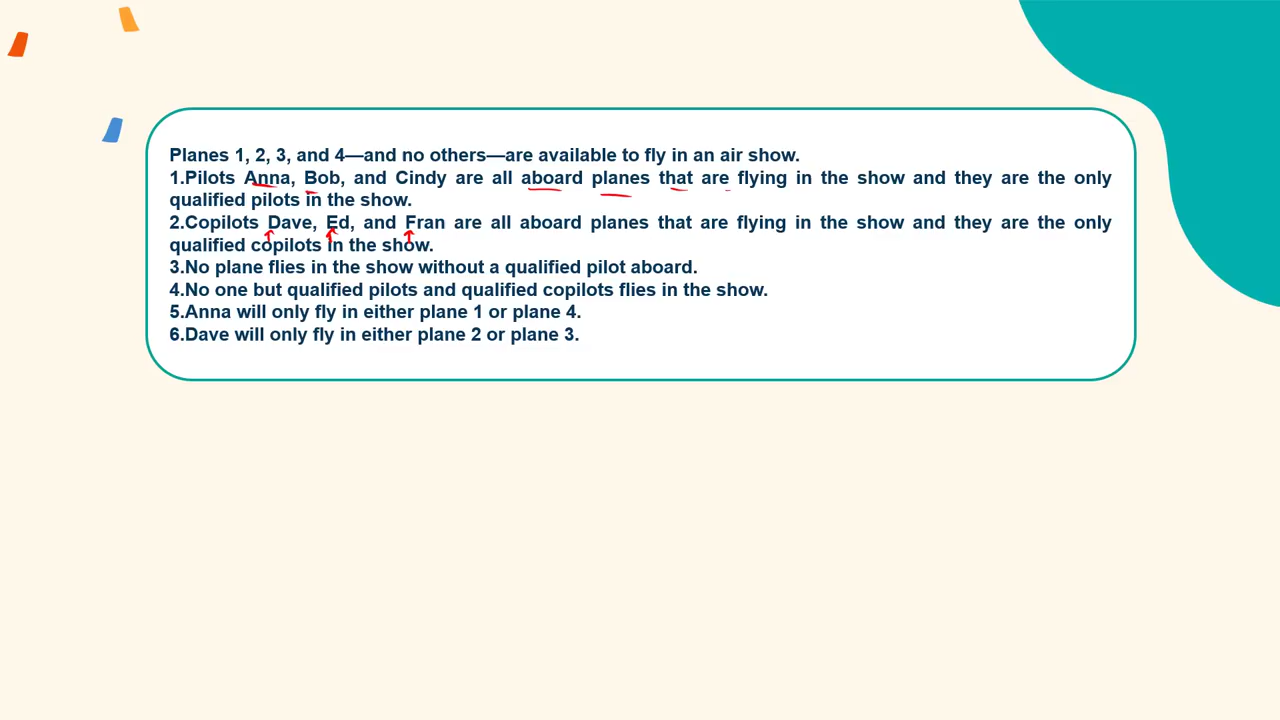 Planes 1, 2, 3, and 4—and no others—are available to fly in an air show.
1.Pilots Anna, Bob, and Cindy are all aboard planes that are flying in the show and they are the only
qualified pilots in the show.
2.Copilots Dave, Ed, and Fran are all aboard planes that are flying in the show and they are the only
qualified copilots in the show.
3.No plane flies in the show without a qualified pilot aboard.
4.No one but qualified pilots and qualified copilots flies in the show.
5.Anna will only fly in either plane 1 or plane 4.
6.Dave will only fly in either plane 2 or plane 3.